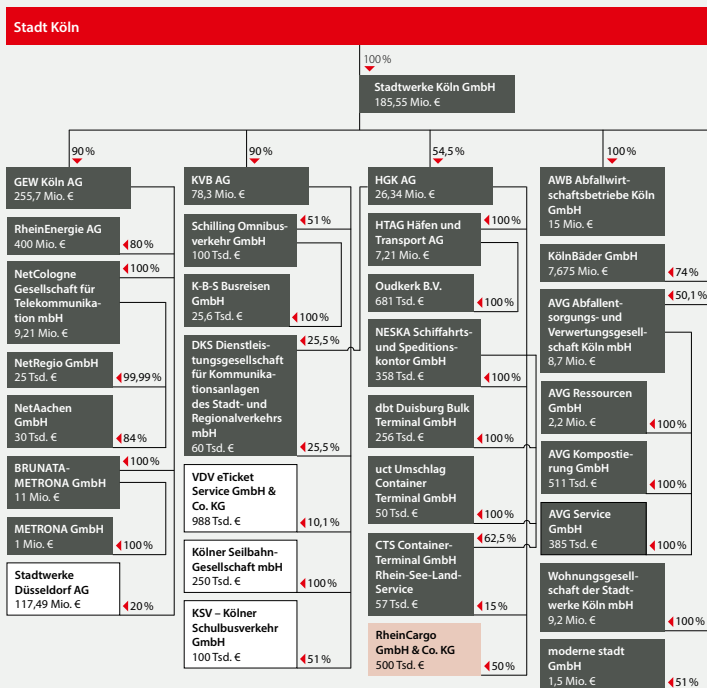 Stadt Köln
100 %
Stadtwerke Köln GmbH
185,55 Mio. €
90 %
GEW Köln AG
255,7 Mio. €
RheinEnergie AG
400 Mio. €
80 %
NetCologne
Gesellschaft für
Telekommunika-
tion mbH
9,21 Mio. €
100 %
NetRegio GmbH
25 Tsd. €
99,99 %
NetAachen
GmbH
30 Tsd. €
84 %
BRUNATA-
METRONA GmbH
11 Mio. €
100 %
METRONA GmbH
1 Mio. €
100 %
Stadtwerke
Düsseldorf AG
117,49 Mio. €
20 %
90 %
KVB AG
78,3 Mio. €
Schilling Omnibus-
verkehr GmbH
100 Tsd. €
51 %
K-B-S Busreisen
GmbH
25,6 Tsd. €
100 %
DKS Dienstleis-
tungsgesellschaft
für Kommunika-
tionsanlagen
des Stadt- und
Regionalverkehrs
mbH
60 Tsd. €
25,5 %
25,5 %
VDV eTicket
Service GmbH &
Co. KG
988 Tsd. €
10,1 %
Kölner Seilbahn-
Gesellschaft mbH
250 Tsd. €
100 %
KSV – Kölner
Schulbusverkehr
GmbH
100 Tsd. €
51 %
54,5 %
HGK AG
26,34 Mio. €
HTAG Häfen und
Transport AG
7,21 Mio. €
100 %
Oudkerk B.V.
681 Tsd. €
100 %
NESKA Schiffahrts-
und Speditions-
kontor GmbH
358 Tsd. €
100 %
dbt Duisburg Bulk
Terminal GmbH
256 Tsd. €
100 %
uct Umschlag
Container
Terminal GmbH
50 Tsd. €
100 %
CTS Container-
Terminal GmbH
Rhein-See-Land-
Service
57 Tsd. €
62,5 %
15 %
RheinCargo
GmbH & Co. KG
500 Tsd. €
50 %
100 %
AWB Abfallwirt-
schaftsbetriebe Köln
GmbH
15 Mio. €
KölnBäder GmbH
7,675 Mio. €
74 %
AVG Abfallent-
sorgungs- und
Verwertungsgesell-
schaft Köln mbH
8,7 Mio. €
50,1 %
AVG Ressourcen
GmbH
2,2 Mio. €
100 %
AVG Kompostie-
rung GmbH
511 Tsd. €
100 %
AVG Service
GmbH
385 Tsd. €
100 %
Wohnungsgesell-
schaft der Stadt-
werke Köln mbH
9,2 Mio. €
100 %
moderne stadt
GmbH
1,5 Mio. €
51 %